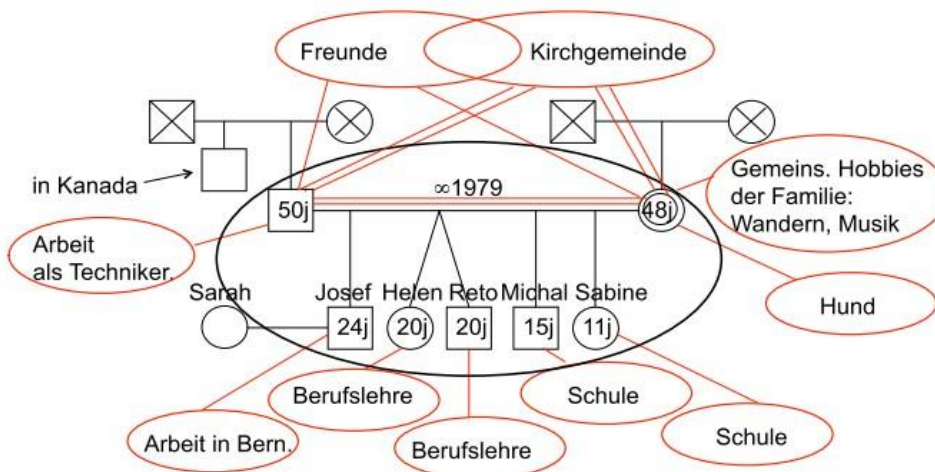 Freunde
Kirchgemeinde
in Kanada
∞1979
50j
48j
Gemeins. Hobbies
der Familie:
Wandern, Musik
Arbeit
als Techniker.
Hund
Sarah
Josef
Helen
Reto
Michal
Sabine
24j
20j
20j
15j
11j
Berufslehre
Schule
Arbeit in Bern.
Berufslehre
Schule